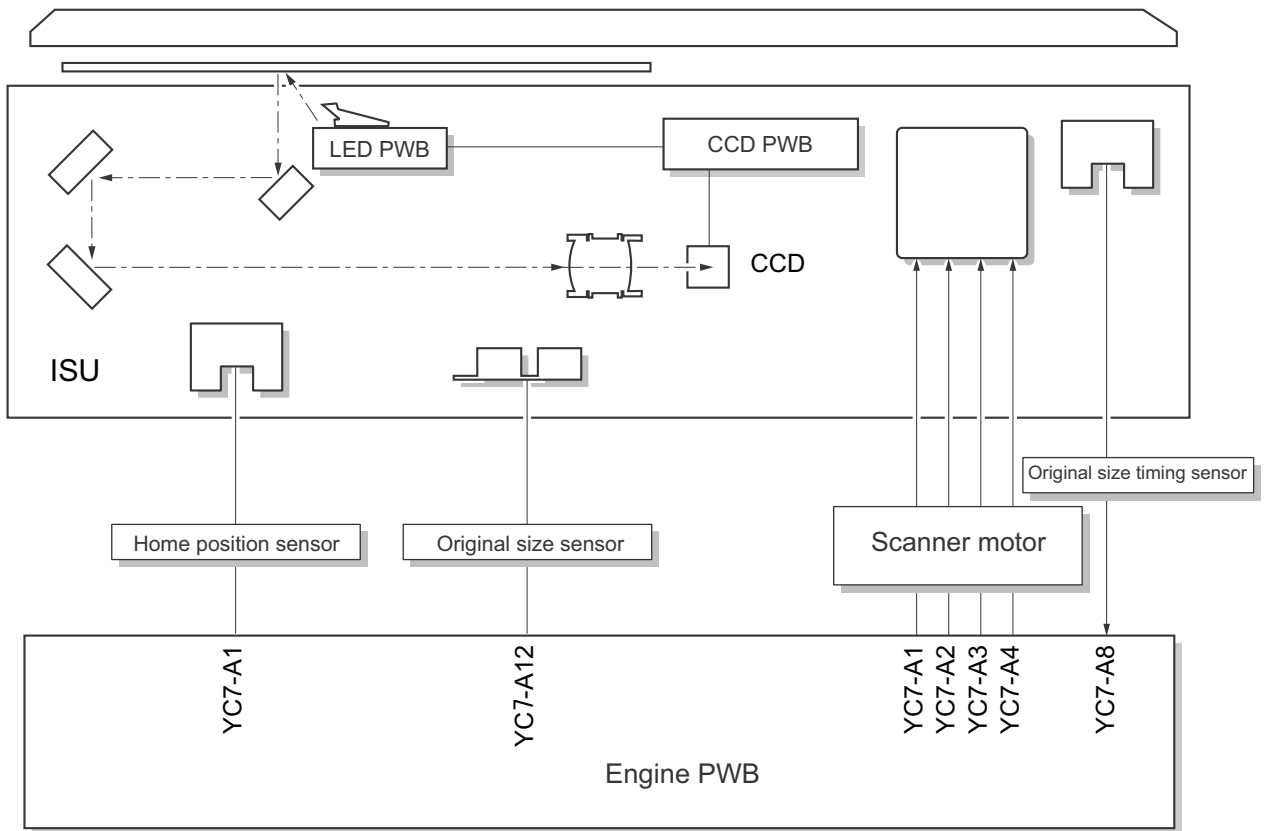 LED PWB
CCD PWB
CCD
ISU
Original size timing sensor
Home position sensor
Original size sensor
Scanner motor
YC7-A1
YC7-A12
YC7-A1
YC7-A2
YC7-A3
YC7-A4
YC7-A8
Engine PWB